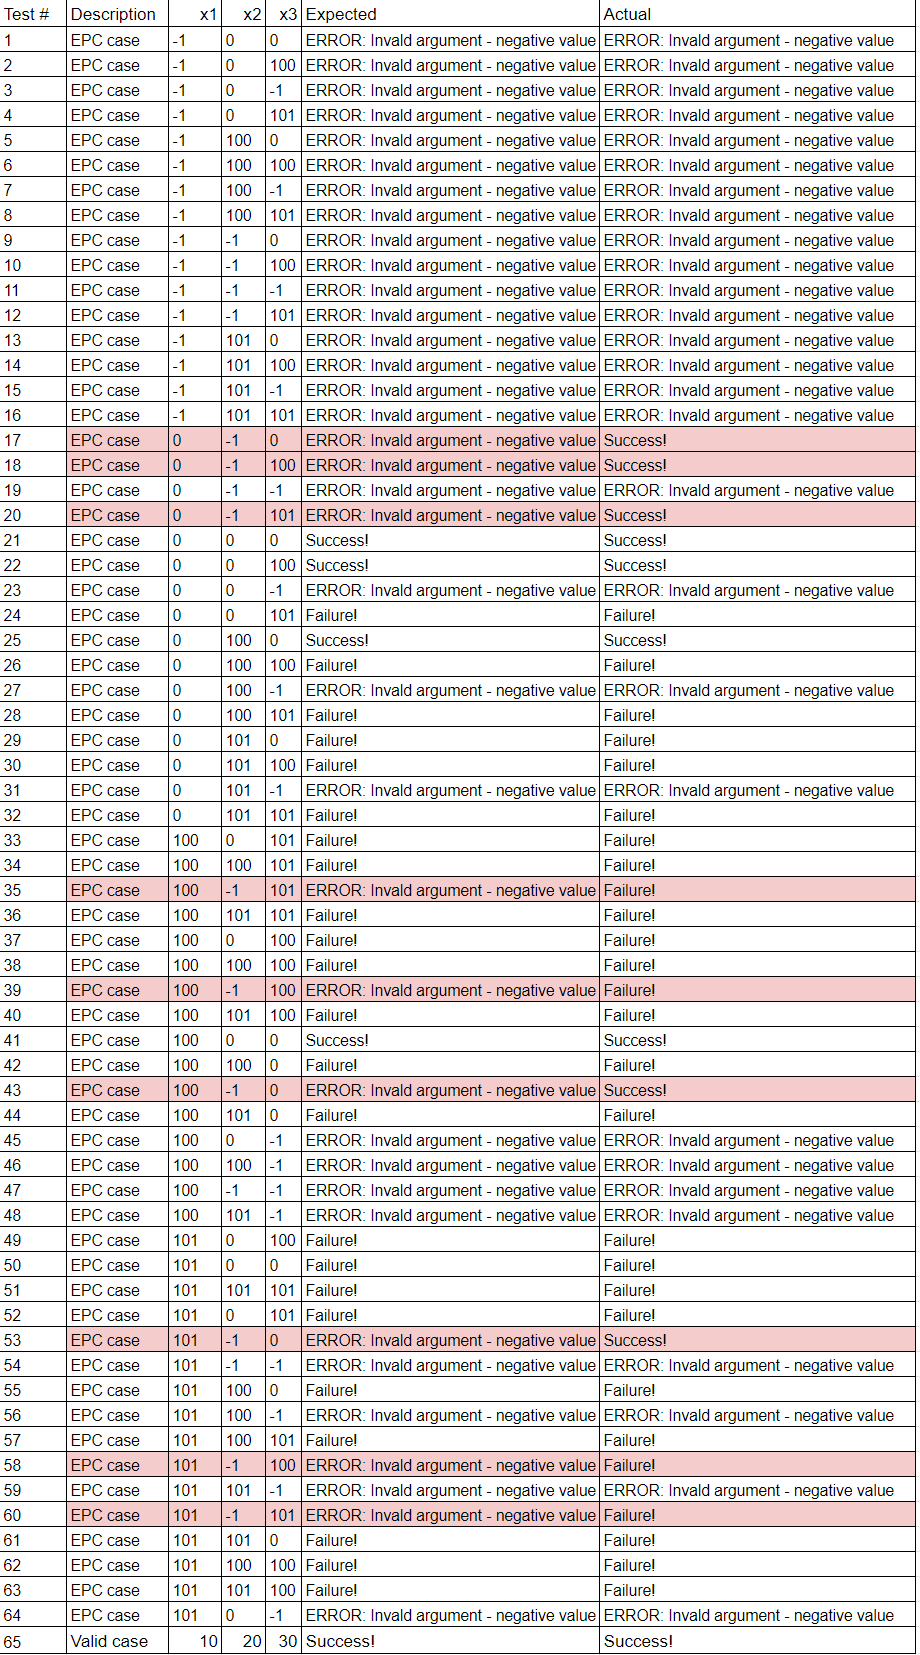 Test # Description x1 x2 x3 Expected Actual
1 EPC case -1 0 0 ERROR: Invald argument - negative value ERROR: Invald argument - negative value
2 EPC case -1 0 100 ERROR: Invald argument - negative value ERROR: Invald argument - negative value
3 EPC case -1 0 -1 ERROR: Invald argument - negative value ERROR: Invald argument - negative value
4 EPC case -1 0 101 ERROR: Invald argument - negative value ERROR: Invald argument - negative value
5 EPC case -1 100 0 ERROR: Invald argument - negative value ERROR: Invald argument - negative value
6 EPC case -1 100 100 ERROR: Invald argument - negative value ERROR: Invald argument - negative value
7 EPC case -1 100 -1 ERROR: Invald argument - negative value ERROR: Invald argument - negative value
8 EPC case -1 100 101 ERROR: Invald argument - negative value ERROR: Invald argument - negative value
9 EPC case -1 -1 0 ERROR: Invald argument - negative value ERROR: Invald argument - negative value
10 EPC case -1 -1 100 ERROR: Invald argument - negative value ERROR: Invald argument - negative value
11 EPC case -1 -1 -1 ERROR: Invald argument - negative value ERROR: Invald argument - negative value
12 EPC case -1 -1 101 ERROR: Invald argument - negative value ERROR: Invald argument - negative value
13 EPC case -1 101 0 ERROR: Invald argument - negative value ERROR: Invald argument - negative value
14 EPC case -1 101 100 ERROR: Invald argument - negative value ERROR: Invald argument - negative value
15 EPC case -1 101 -1 ERROR: Invald argument - negative value ERROR: Invald argument - negative value
16 EPC case -1 101 101 ERROR: Invald argument - negative value ERROR: Invald argument - negative value
17 EPC case 0 -1 0 ERROR: Invald argument - negative value Success!
18 EPC case 0 -1 100 ERROR: Invald argument - negative value Success!
19 EPC case 0 -1 -1 ERROR: Invald argument - negative value ERROR: Invald argument - negative value
20 EPC case 0 -1 101 ERROR: Invald argument - negative value Success!
21 EPC case 0 0 0 Success! Success!
22 EPC case 0 0 100 Success! Success!
23 EPC case 0 0 -1 ERROR: Invald argument - negative value ERROR: Invald argument - negative value
24 EPC case 0 0 101 Failure! Failure!
25 EPC case 0 100 0 Success! Success!
26 EPC case 0 100 100 Failure! Failure!
27 EPC case 0 100 -1 ERROR: Invald argument - negative value ERROR: Invald argument - negative value
28 EPC case 0 100 101 Failure! Failure!
29 EPC case 0 101 0 Failure! Failure!
30 EPC case 0 101 100 Failure! Failure!
31 EPC case 0 101 -1 ERROR: Invald argument - negative value ERROR: Invald argument - negative value
32 EPC case 0 101 101 Failure! Failure!
33 EPC case 100 0 101 Failure! Failure!
34 EPC case 100 100 101 Failure! Failure!
35 EPC case 100 -1 101 ERROR: Invald argument - negative value Failure!
36 EPC case 100 101 101 Failure! Failure!
37 EPC case 100 0 100 Failure! Failure!
38 EPC case 100 100 100 Failure! Failure!
39 EPC case 100 -1 100 ERROR: Invald argument - negative value Failure!
40 EPC case 100 101 100 Failure! Failure!
41 EPC case 100 0 0 Success! Success!
42 EPC case 100 100 0 Failure! Failure!
43 EPC case 100 -1 0 ERROR: Invald argument - negative value Success!
44 EPC case 100 101 0 Failure! Failure!
45 EPC case 100 0 -1 ERROR: Invald argument - negative value ERROR: Invald argument - negative value
46 EPC case 100 100 -1 ERROR: Invald argument - negative value ERROR: Invald argument - negative value
47 EPC case 100 -1 -1 ERROR: Invald argument - negative value ERROR: Invald argument - negative value
48 EPC case 100 101 -1 ERROR: Invald argument - negative value ERROR: Invald argument - negative value
49 EPC case 101 0 100 Failure! Failure!
50 EPC case 101 0 0 Failure! Failure!
51 EPC case 101 101 101 Failure! Failure!
52 EPC case 101 0 101 Failure! Failure!
53 EPC case 101 -1 0 ERROR: Invald argument - negative value Success!
54 EPC case 101 -1 -1 ERROR: Invald argument - negative value ERROR: Invald argument - negative value
55 EPC case 101 100 0 Failure! Failure!
56 EPC case 101 100 -1 ERROR: Invald argument - negative value ERROR: Invald argument - negative value
57 EPC case 101 100 101 Failure! Failure!
58 EPC case 101 -1 100 ERROR: Invald argument - negative value Failure!
59 EPC case 101 101 -1 ERROR: Invald argument - negative value ERROR: Invald argument - negative value
60 EPC case 101 -1 101 ERROR: Invald argument - negative value Failure!
61 EPC case 101 101 0 Failure! Failure!
62 EPC case 101 100 100 Failure! Failure!
63 EPC case 101 101 100 Failure! Failure!
64 EPC case 101 0 -1 ERROR: Invald argument - negative value ERROR: Invald argument - negative value
65 Valid case 10 20 30 Success! Success!